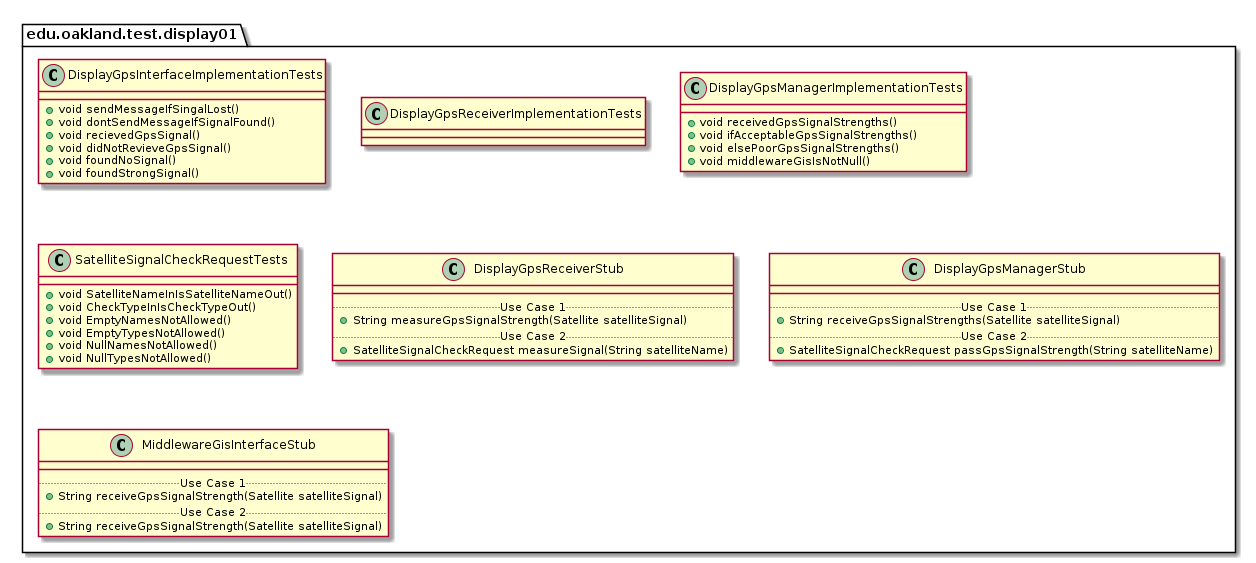 edu.oakland.test.display01
C DisplayGpsInterfaceImplementationTests
void sendMessageIfSingalLost()
void dontSendMessageIfSignalFound()
void recievedGpsSignal()
void didNotRevieveGpsSignal()
void foundNoSignal()
void foundStrongSignal()
C DisplayGpsReceiverImplementationTests
C DisplayGpsManagerImplementationTests
void receivedGpsSignalStrengths()
void ifAcceptableGpsSignalStrengths()
void elsePoorGpsSignalStrengths()
void middlewareGisIsNotNull()
C SatelliteSignalCheckRequestTests
void SatelliteNameInIsSatelliteNameOut()
void CheckTypeInIsCheckTypeOut()
void EmptyNamesNotAllowed()
void EmptyTypesNotAllowed()
void NullNamesNotAllowed()
void NullTypesNotAllowed()
C DisplayGpsReceiverStub
Use Case 1
String measureGpsSignalStrength(Satellite satelliteSignal)
Use Case 2
SatelliteSignalCheckRequest measureSignal(String satelliteName)
C DisplayGpsManagerStub
Use Case 1
String receiveGpsSignalStrengths(Satellite satelliteSignal)
Use Case 2
SatelliteSignalCheckRequest passGpsSignalStrength(String satelliteName)
C MiddlewareGisInterfaceStub
Use Case 1
String receiveGpsSignalStrength(Satellite satelliteSignal)
Use Case 2
String receiveGpsSignalStrength(Satellite satelliteSignal)